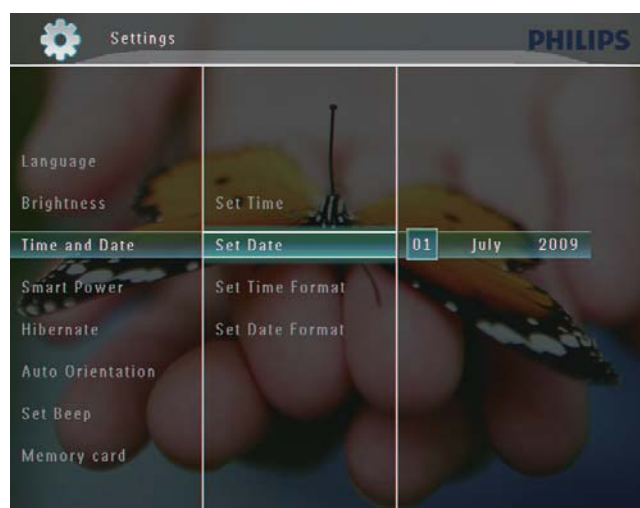 Settings
PHILIPS
Language
Brightness
Time and Date
Smart Power
Hibernate
Auto Orientation
Set Beep
Memory card
Set Time
Set Date
Set Time Format
Set Date Format
01 July 2009